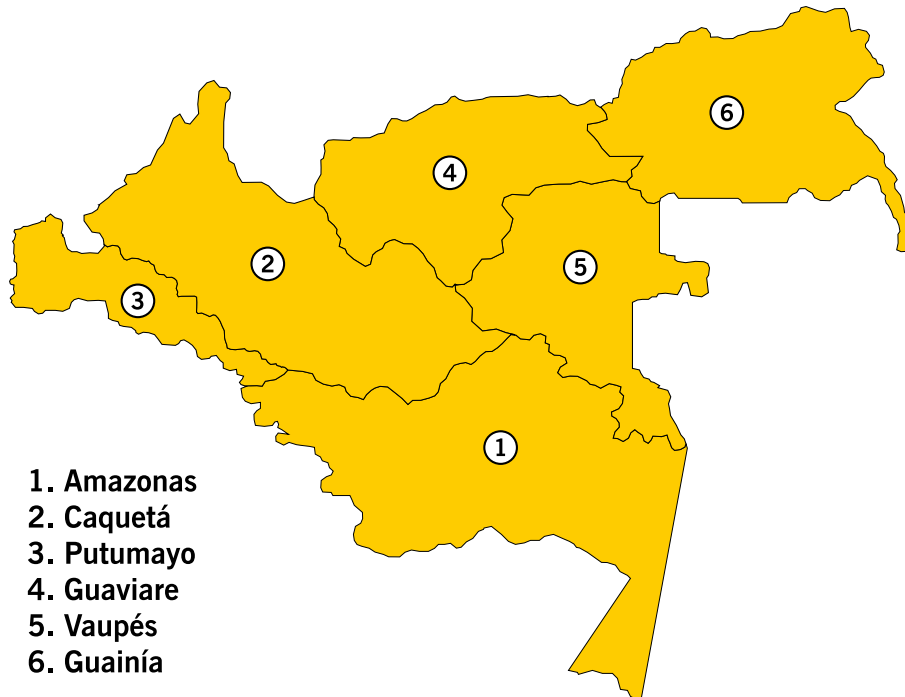 6
4
5
2
3
1
1. Amazonas
2. Caquetá
3. Putumayo
4. Guaviare
5. Vaupés
6. Guainía